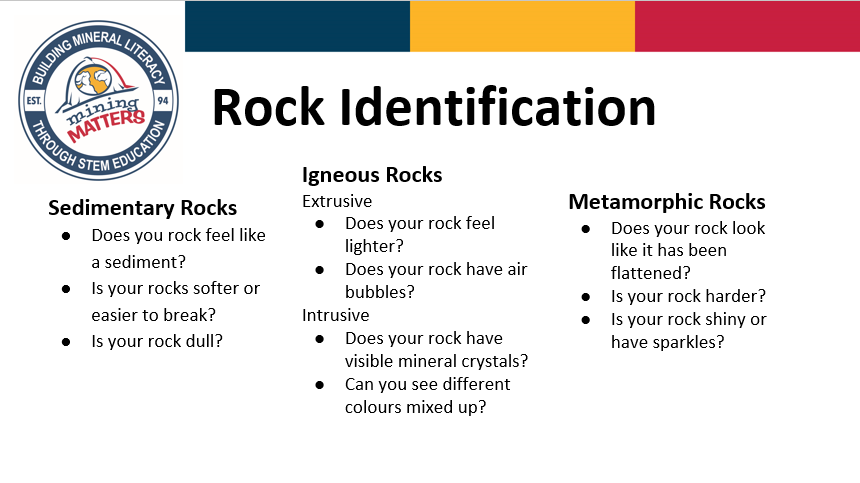 BUILDING MINERAL LITERACY
EST.
94
mining
MATTERS
THROUGH STEM EDUCATION
Rock Identification
Sedimentary Rocks
● Does you rock feel like
a sediment?
● Is your rocks softer or
easier to break?
● Is your rock dull?
Igneous Rocks
Extrusive
● Does your rock feel
lighter?
● Does your rock have air
bubbles?
Intrusive
● Does your rock have
visible mineral crystals?
● Can you see different
colours mixed up?
Metamorphic Rocks
● Does your rock look
like it has been
flattened?
● Is your rock harder?
● Is your rock shiny or
have sparkles?